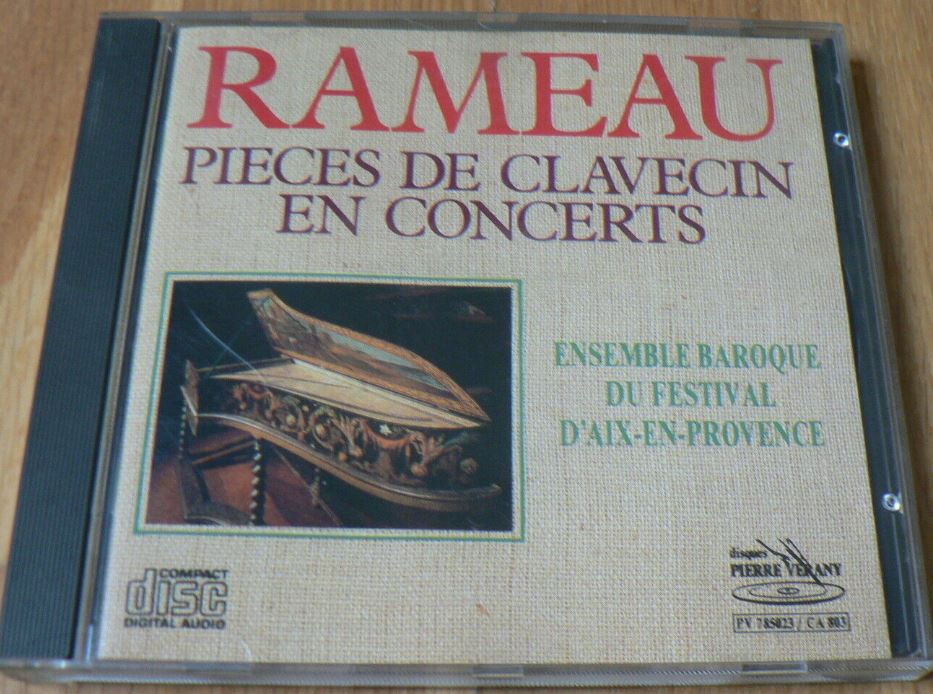 RAMEAU
PIECES DE CLAVECIN
EN CONCERTS
ENSEMBLE BAROQUE
DU FESTIVAL
D'AIX-EN-PROVENCE
COMPACT
disc
DIGITAL AUDIO
disques
PIERRE VERANY
PV 785023 / CA 803